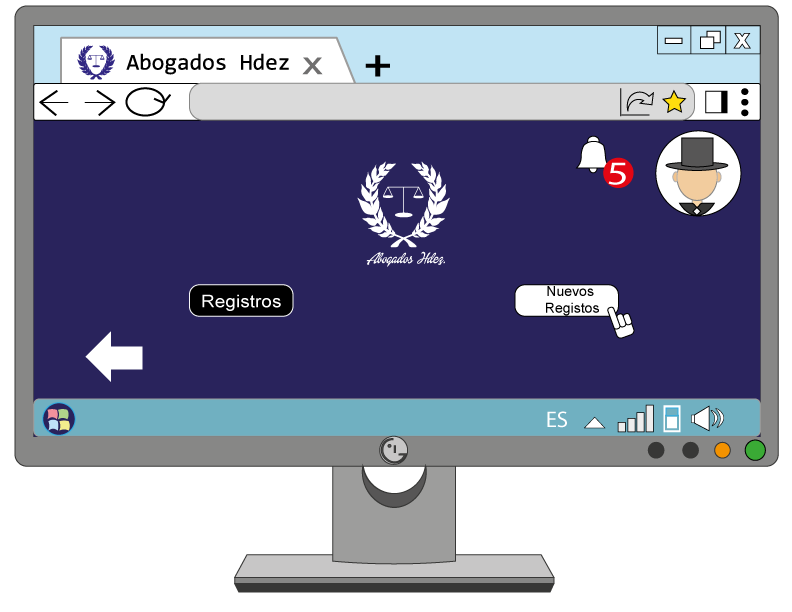 Abogados Hdez X
X
5
Abogados Hdez.
Registros
Nuevos
Registos
ES